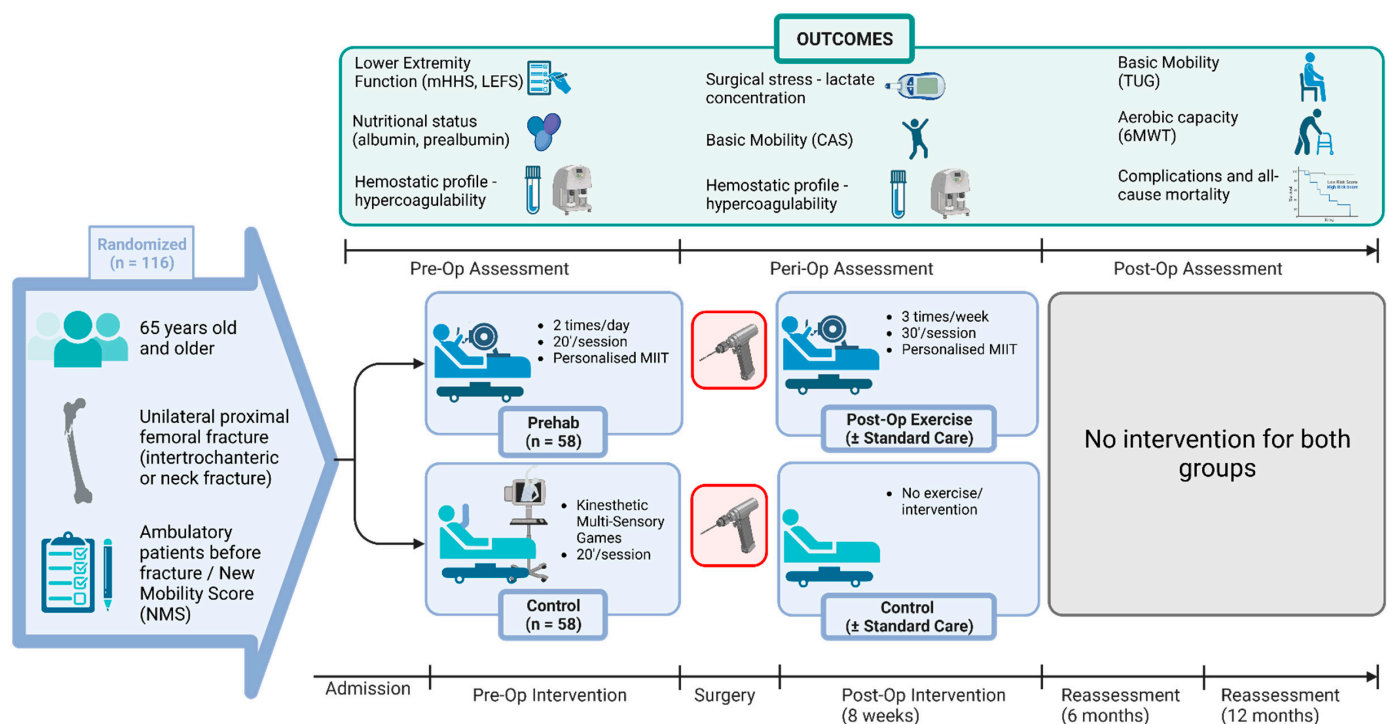 OUTCOMES
Lower Extremity
Function (mHHS, LEFS)
Nutritional status
(albumin, prealbumin)
Hemostatic profile -
hypercoagulability
Surgical stress - lactate
concentration
Basic Mobility (CAS)
Hemostatic profile -
hypercoagulability
Basic Mobility
(TUG)
Aerobic capacity
(6MWT)
Complications and all-
cause mortality
Low Risk Score
High Risk Score
Pre-Op Assessment
Peri-Op Assessment
Post-Op Assessment
Randomized
(n = 116)
65 years old
and older
Unilateral proximal
femoral fracture
(intertrochanteric
or neck fracture)
Ambulatory
patients before
fracture / New
Mobility Score
(NMS)
• 2 times/day
• 20'/session
• Personalised MIIT
Prehab
(n = 58)
• 3 times/week
• 30'/session
• Personalised MIIT
Post-Op Exercise
(± Standard Care)
• Kinesthetic
Multi-Sensory
Games
• 20'/session
Control
(n = 58)
• No exercise/
intervention
Control
(± Standard Care)
No intervention for both
groups
Admission
Pre-Op Intervention
Surgery
Post-Op Intervention
(8 weeks)
Reassessment
(6 months)
Reassessment
(12 months)